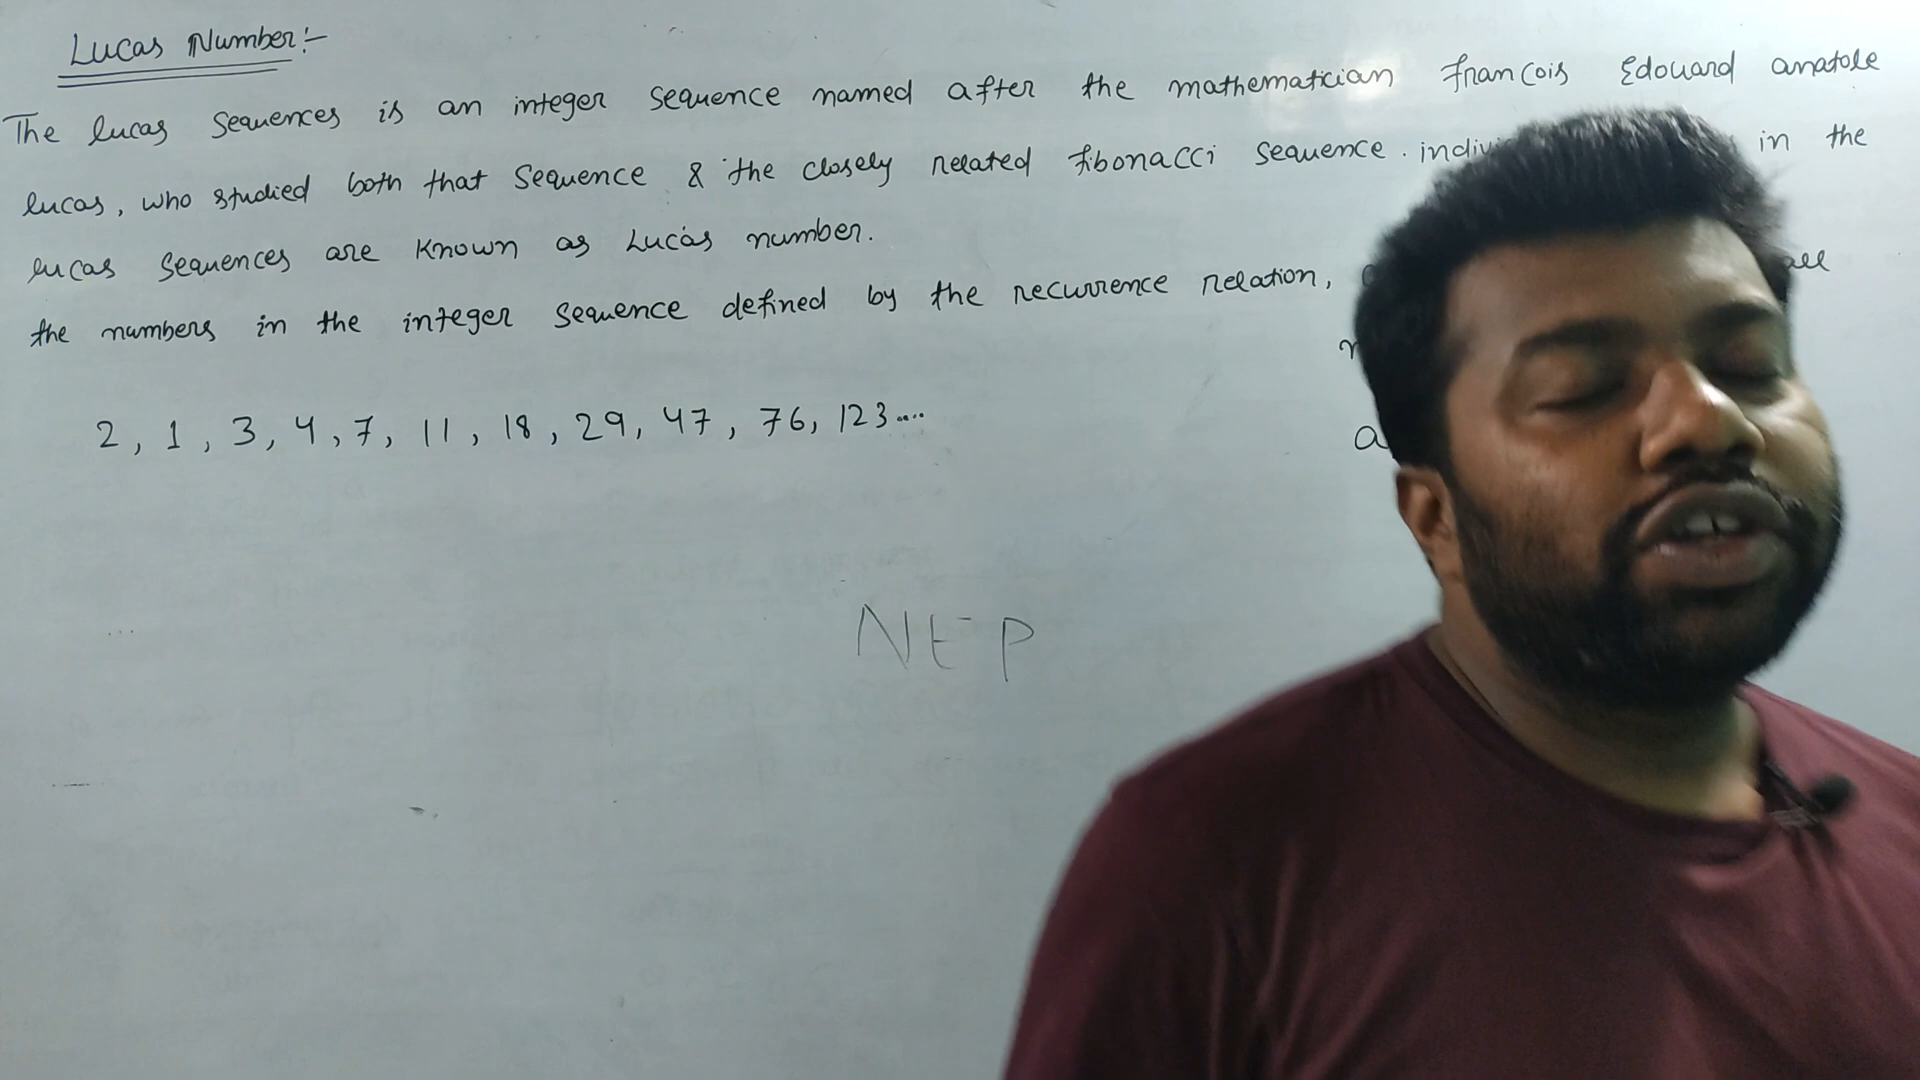 Lucas Number:-
The lucas sequences is an integer sequence named after the mathematician francois Edouard anatole
lucas, who studied both that sequence & the closely related fibonacci sequence. in the
lucas sequences are known as Lucas number.
the numbers in the integer sequence defined by the recurrence relation, all
2, 1, 3, 4, 7, 11, 18, 29, 47, 76, 123....
NEP